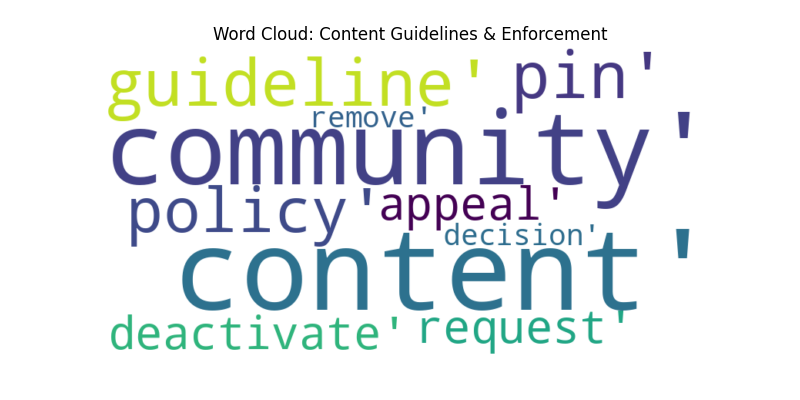 Word Cloud: Content Guidelines & Enforcement
guideline'
pin'
remove'
community'
policy'
appeal'
decision'
content'
deactivate'
request'